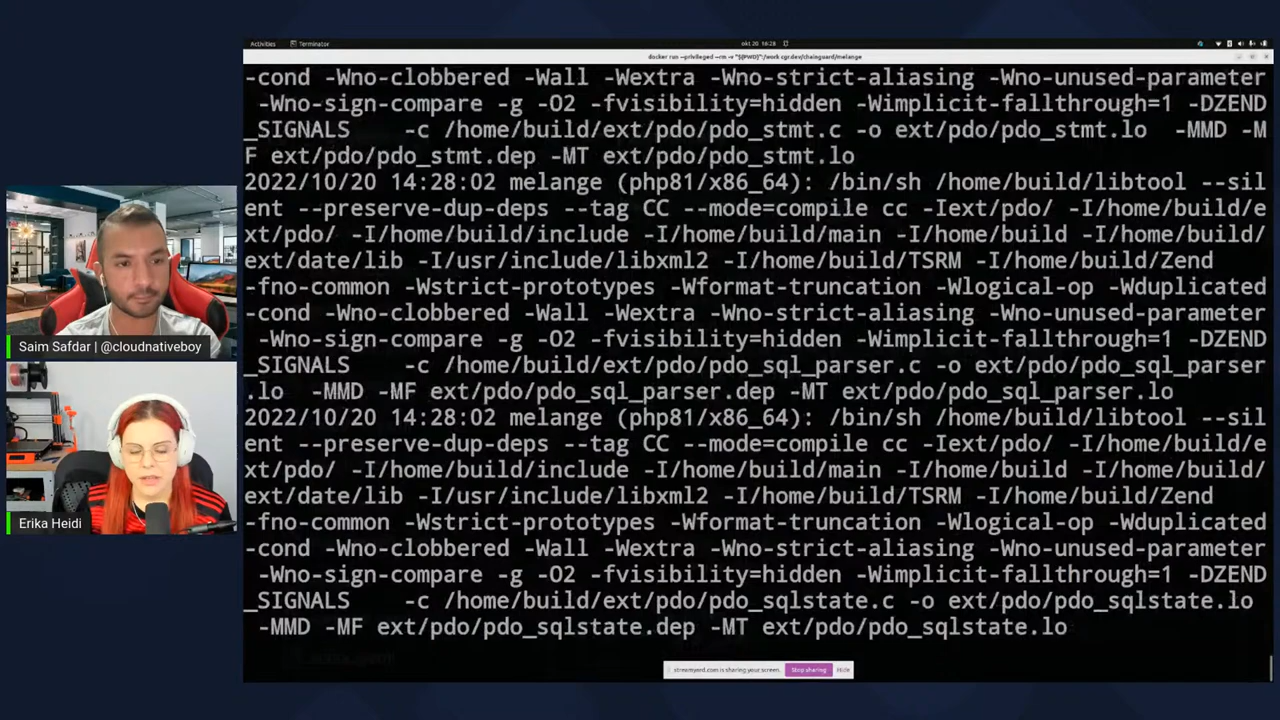 Activities Terminator okt 20 16:28
docker run --privileged --rm -v "${PWD}":/work cgr.dev/chainguard/melange
-cond -Wno-clobbered -Wall -Wextra -Wno-strict-aliasing -Wno-unused-parameter
-Wno-sign-compare -g -O2 -fvisibility=hidden -Wimplicit-fallthrough=1 -DZEND
_SIGNALS -c /home/build/ext/pdo/pdo_stmt.c -o ext/pdo/pdo_stmt.lo -MMD -M
F ext/pdo/pdo_stmt.dep -MT ext/pdo/pdo_stmt.lo
2022/10/20 14:28:02 melange (php81/x86_64): /bin/sh /home/build/libtool --sil
ent --preserve-dup-deps --tag CC --mode=compile cc -Iext/pdo/ -I/home/build/e
xt/pdo/ -I/home/build/include -I/home/build/main -I/home/build -I/home/build/
ext/date/lib -I/usr/include/libxml2 -I/home/build/TSRM -I/home/build/Zend
-fno-common -Wstrict-prototypes -Wformat-truncation -Wlogical-op -Wduplicated
-cond -Wno-clobbered -Wall -Wextra -Wno-strict-aliasing -Wno-unused-parameter
-Wno-sign-compare -g -O2 -fvisibility=hidden -Wimplicit-fallthrough=1 -DZEND
_SIGNALS -c /home/build/ext/pdo/pdo_sql_parser.c -o ext/pdo/pdo_sql_parser
.lo -MMD -MF ext/pdo/pdo_sql_parser.dep -MT ext/pdo/pdo_sql_parser.lo
2022/10/20 14:28:02 melange (php81/x86_64): /bin/sh /home/build/libtool --sil
ent --preserve-dup-deps --tag CC --mode=compile cc -Iext/pdo/ -I/home/build/e
xt/pdo/ -I/home/build/include -I/home/build/main -I/home/build -I/home/build/
ext/date/lib -I/usr/include/libxml2 -I/home/build/TSRM -I/home/build/Zend
-fno-common -Wstrict-prototypes -Wformat-truncation -Wlogical-op -Wduplicated
-cond -Wno-clobbered -Wall -Wextra -Wno-strict-aliasing -Wno-unused-parameter
-Wno-sign-compare -g -O2 -fvisibility=hidden -Wimplicit-fallthrough=1 -DZEND
_SIGNALS -c /home/build/ext/pdo/pdo_sqlstate.c -o ext/pdo/pdo_sqlstate.lo
-MMD -MF ext/pdo/pdo_sqlstate.dep -MT ext/pdo/pdo_sqlstate.lo
streamyard.com is sharing your screen. Stop sharing Hide
Saim Safdar | @cloudnativeboy
Erika Heidi